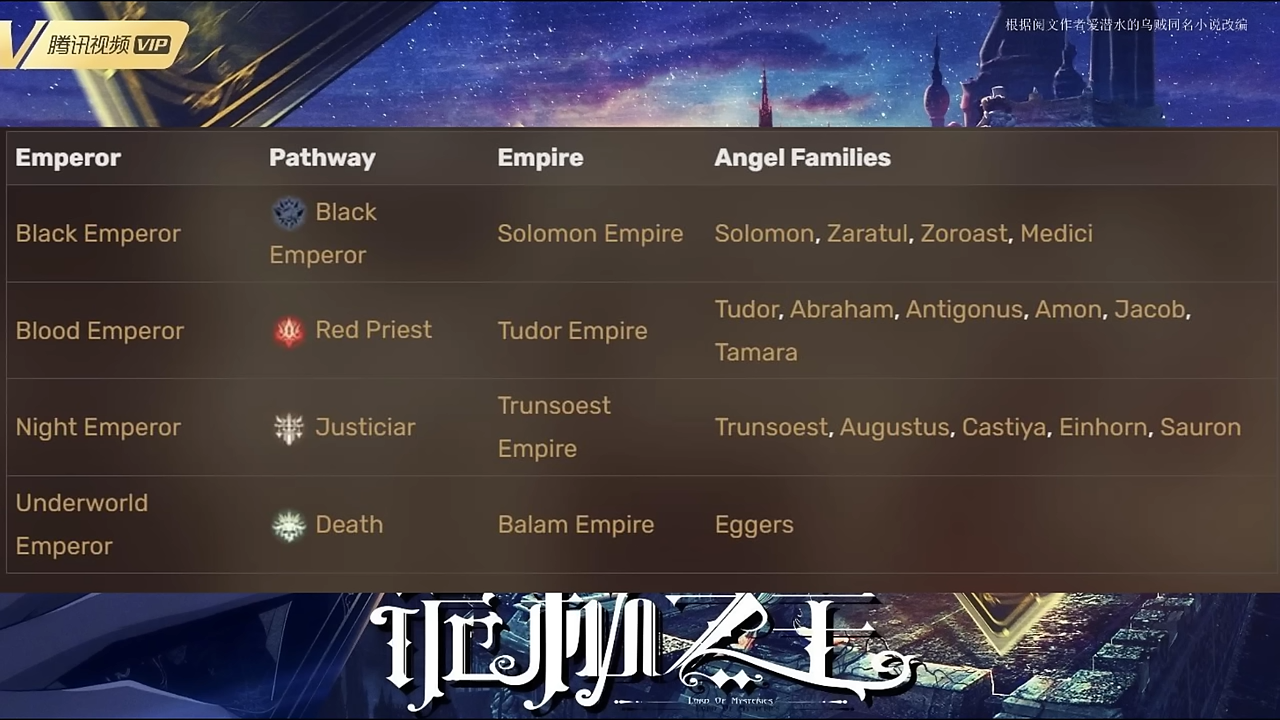 腾讯视频 VIP
根据阅文作者爱潜水的乌贼同名小说改编
Emperor Pathway Empire Angel Families
Black Emperor Black Emperor Solomon Empire Solomon, Zaratul, Zoroast, Medici
Blood Emperor Red Priest Tudor Empire Tudor, Abraham, Antigonus, Amon, Jacob,
Tamara
Night Emperor Justiciar Trunsoest Empire Trunsoest, Augustus, Castiya, Einhorn, Sauron
Underworld Emperor Death Balam Empire Eggers
诡秘之主
Lord Of Mysteries